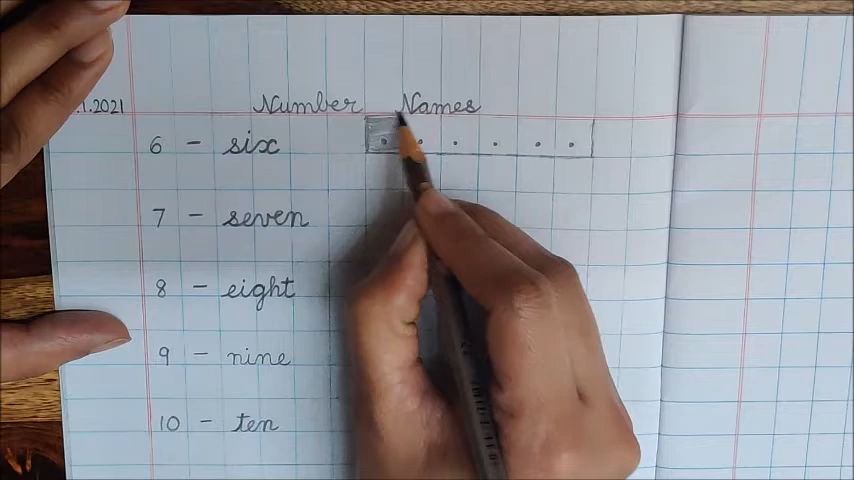 .1.2021
Number Names
6 - six
7 - seven
8 - eight
9 - nine
10 - ten